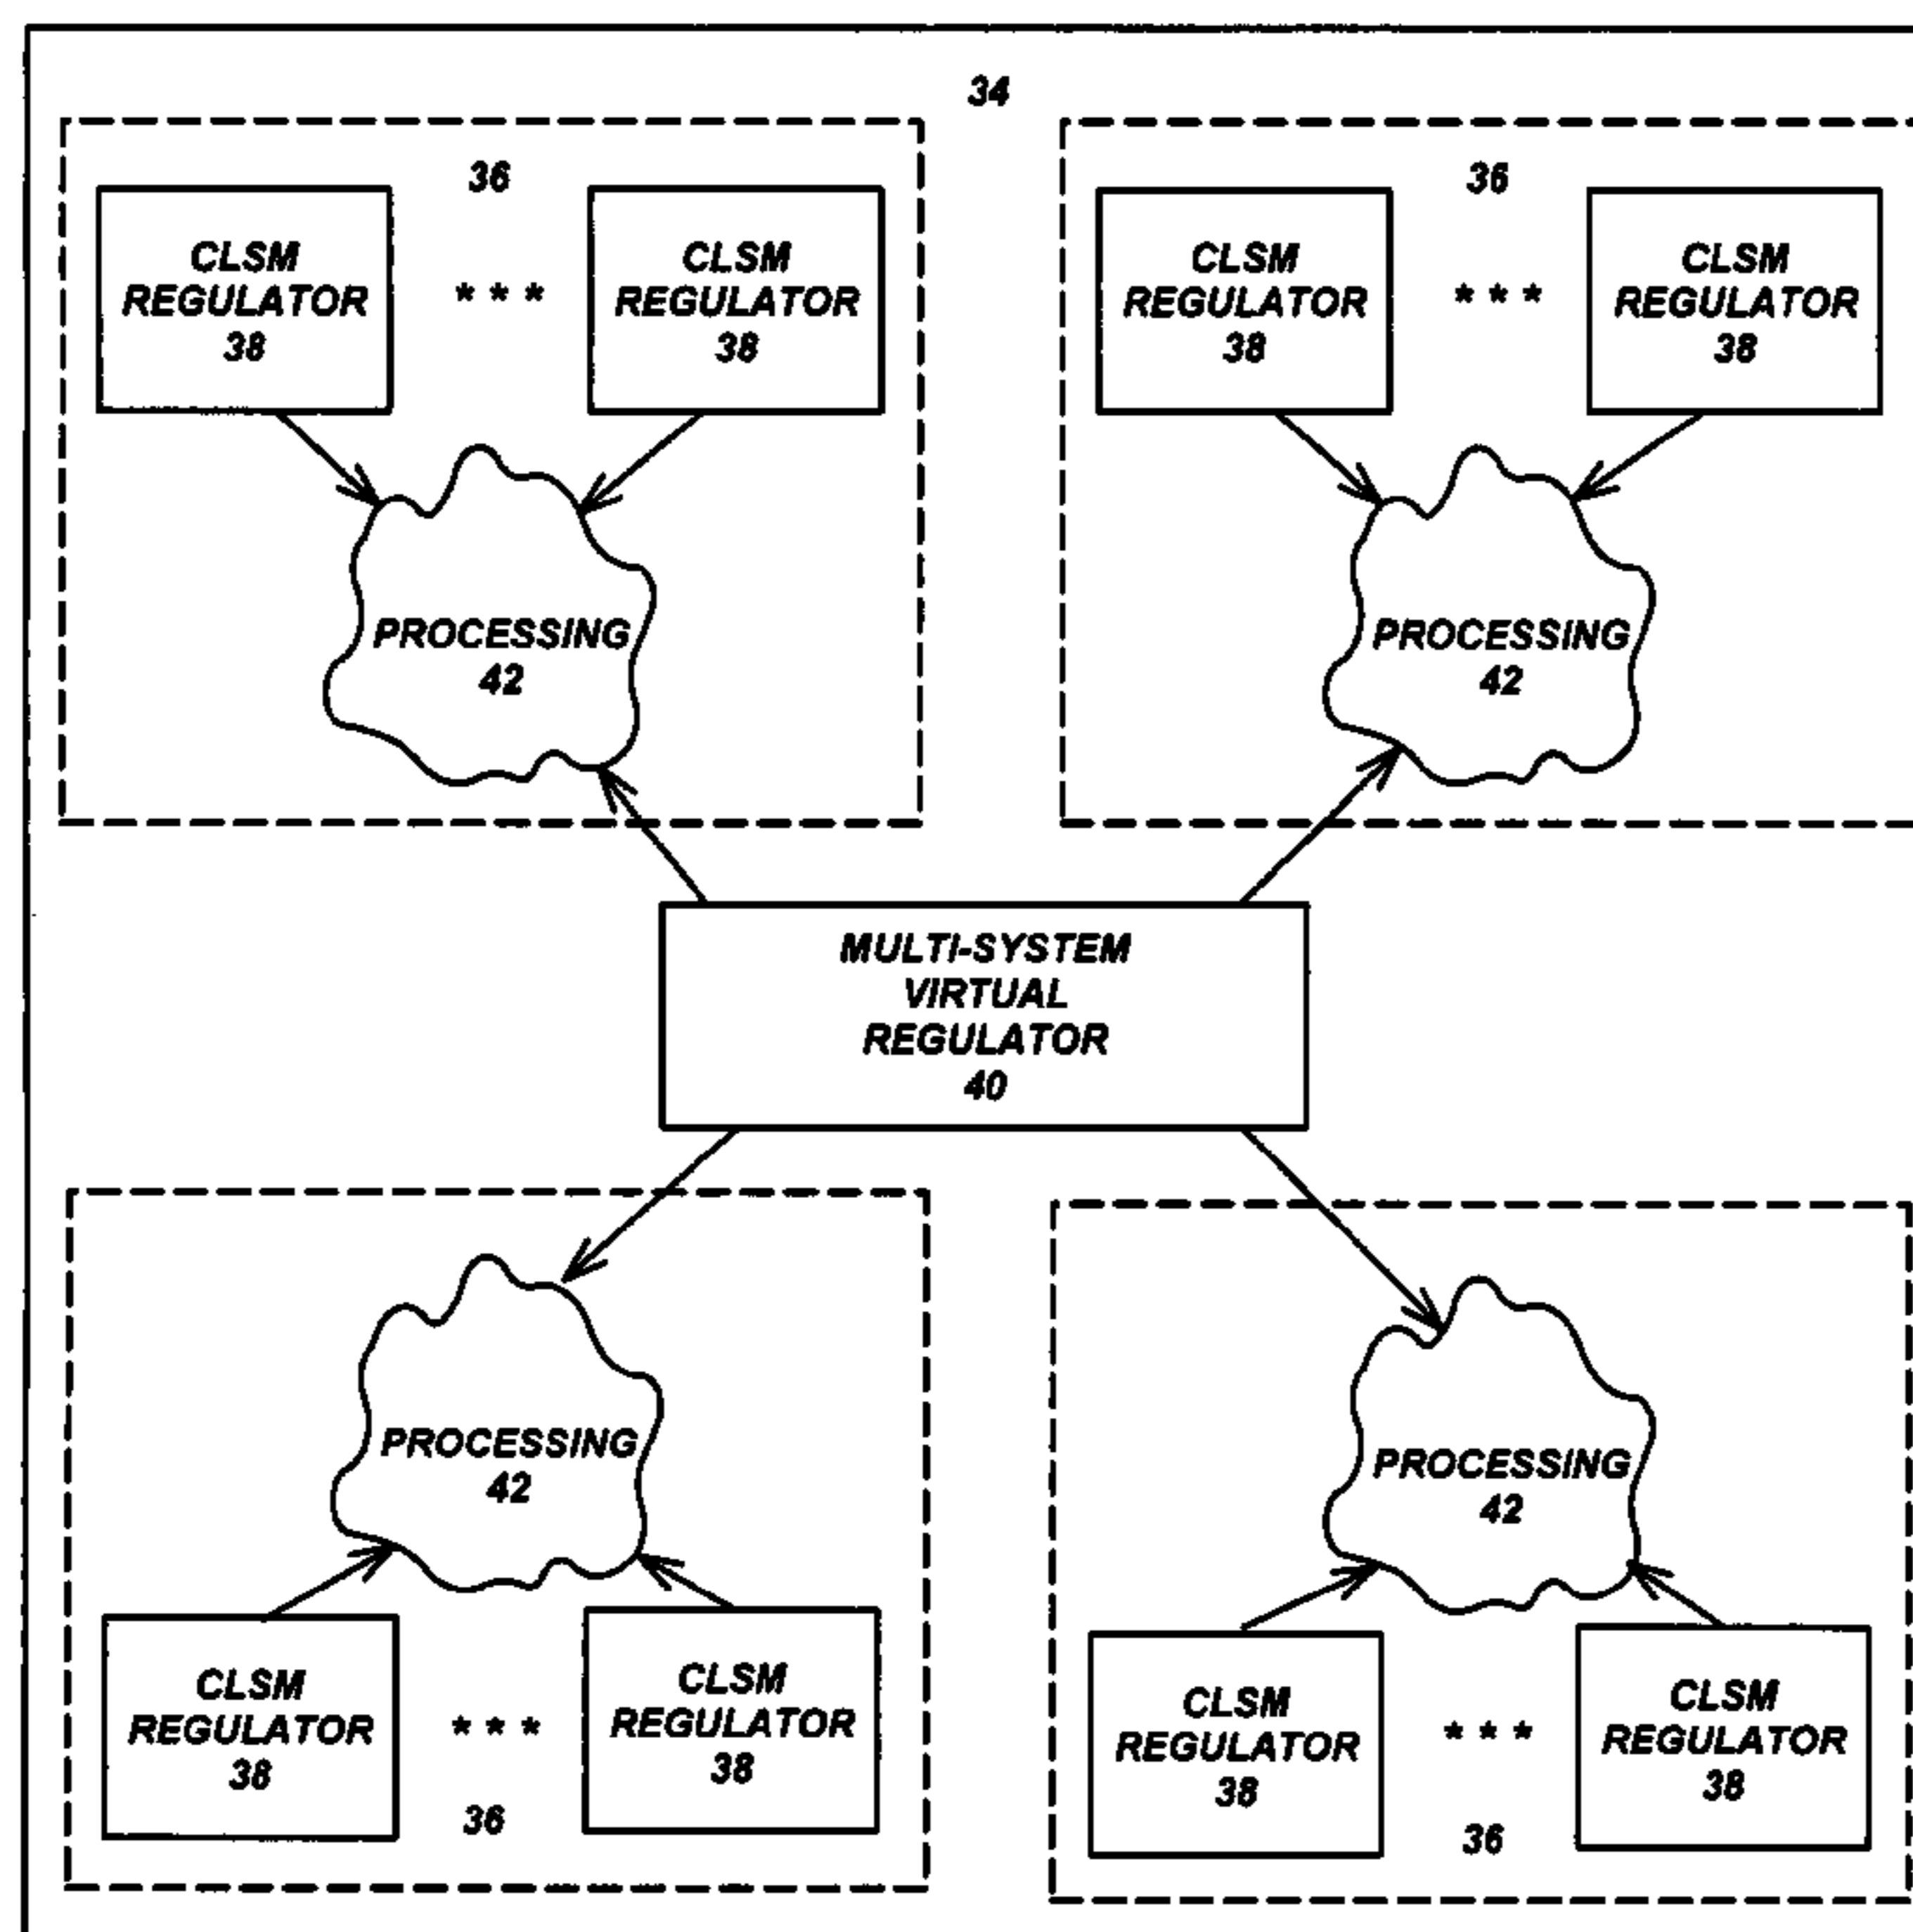 34
36
CLSM
REGULATOR
38
* * *
CLSM
REGULATOR
38
PROCESSING
42
36
CLSM
REGULATOR
38
* * *
CLSM
REGULATOR
38
PROCESSING
42
MULTI-SYSTEM
VIRTUAL
REGULATOR
40
PROCESSING
42
CLSM
REGULATOR
38
* * *
CLSM
REGULATOR
38
36
PROCESSING
42
CLSM
REGULATOR
38
* * *
CLSM
REGULATOR
38
36